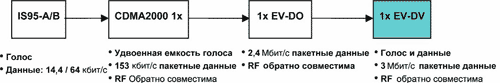 IS95-A/B
CDMA2000 1x
1x EV-DO
1x EV-DV
• Голос
• Данные: 14,4 / 64 кбит/с
• Удвоенная емкость голоса
• 153 кбит/с пакетные данные
• RF Обратно совместима
• 2,4 Мбит/с пакетные данные
• RF обратно совместима
• Голос и данные
• 3 Мбит/с пакетные данные
• RF обратно совместима